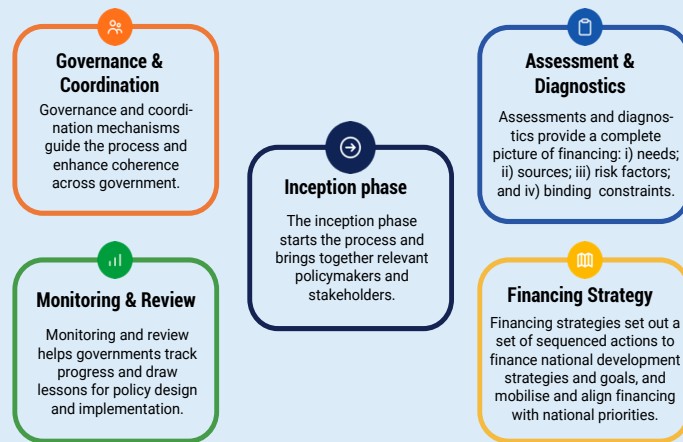 Governance &
Coordination
Governance and coordi-
nation mechanisms
guide the process and
enhance coherence
across government.
Assessment &
Diagnostics
Assessments and diagnos-
tics provide a complete
picture of financing: i) needs;
ii) sources; iii) risk factors;
and iv) binding constraints.
Inception phase
The inception phase
starts the process and
brings together relevant
policymakers and
stakeholders.
Monitoring & Review
Monitoring and review
helps governments track
progress and draw
lessons for policy design
and implementation.
Financing Strategy
Financing strategies set out a
set of sequenced actions to
finance national development
strategies and goals, and
mobilise and align financing
with national priorities.